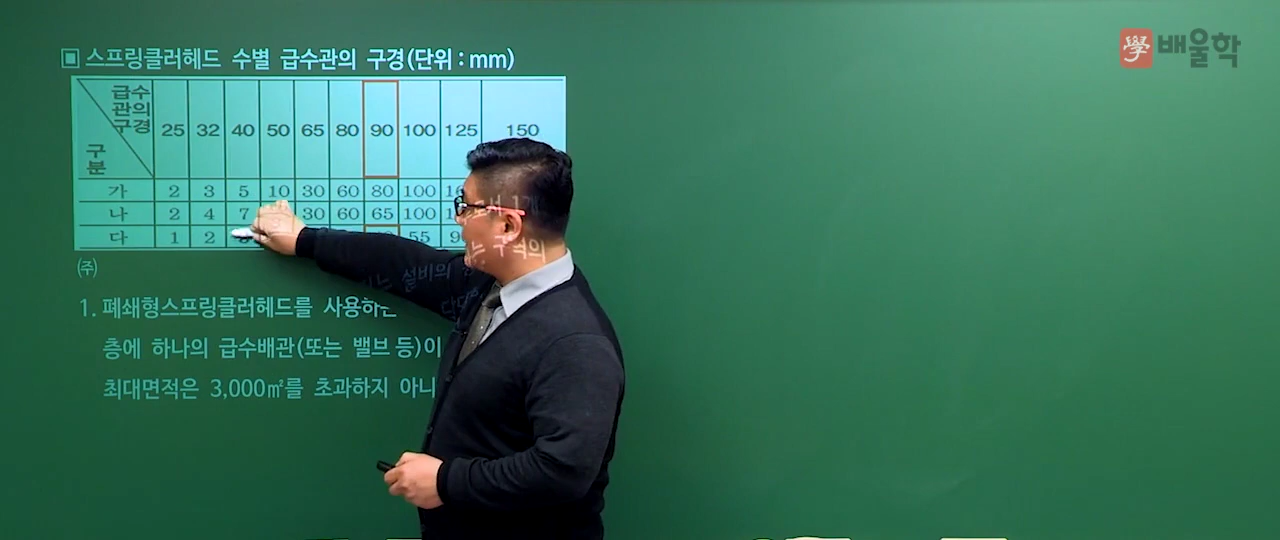 學 배울학
▣ 스프링클러헤드 수별 급수관의 구경(단위 : mm)
급수관의 구경 25 32 40 50 65 80 90 100 125 150
구분
가 2 3 5 10 30 60 80 100
나 2 4 7 30 60 65 100
다 1 2 55
(주)
1. 폐쇄형스프링클러헤드를 사용하는 설비의
층에 하나의 급수배관(또는 밸브 등)이
최대면적은 3,000㎡를 초과하지 아니